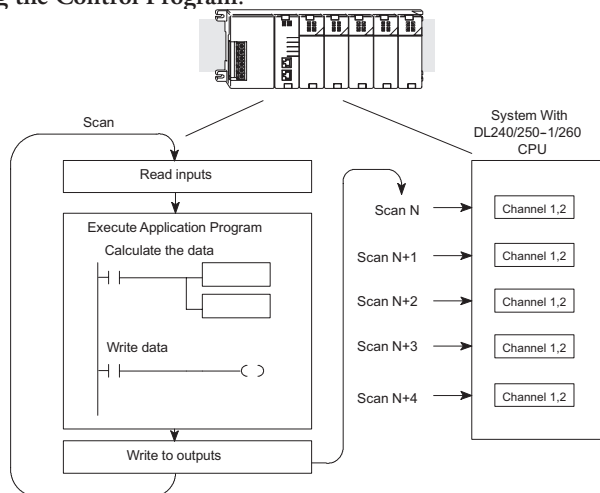 g the Control Program.
Scan
Read inputs
Execute Application Program
Calculate the data
Write data
Write to outputs
Scan N
Scan N+1
Scan N+2
Scan N+3
Scan N+4
System With
DL240/250-1/260
CPU
Channel 1,2
Channel 1,2
Channel 1,2
Channel 1,2
Channel 1,2